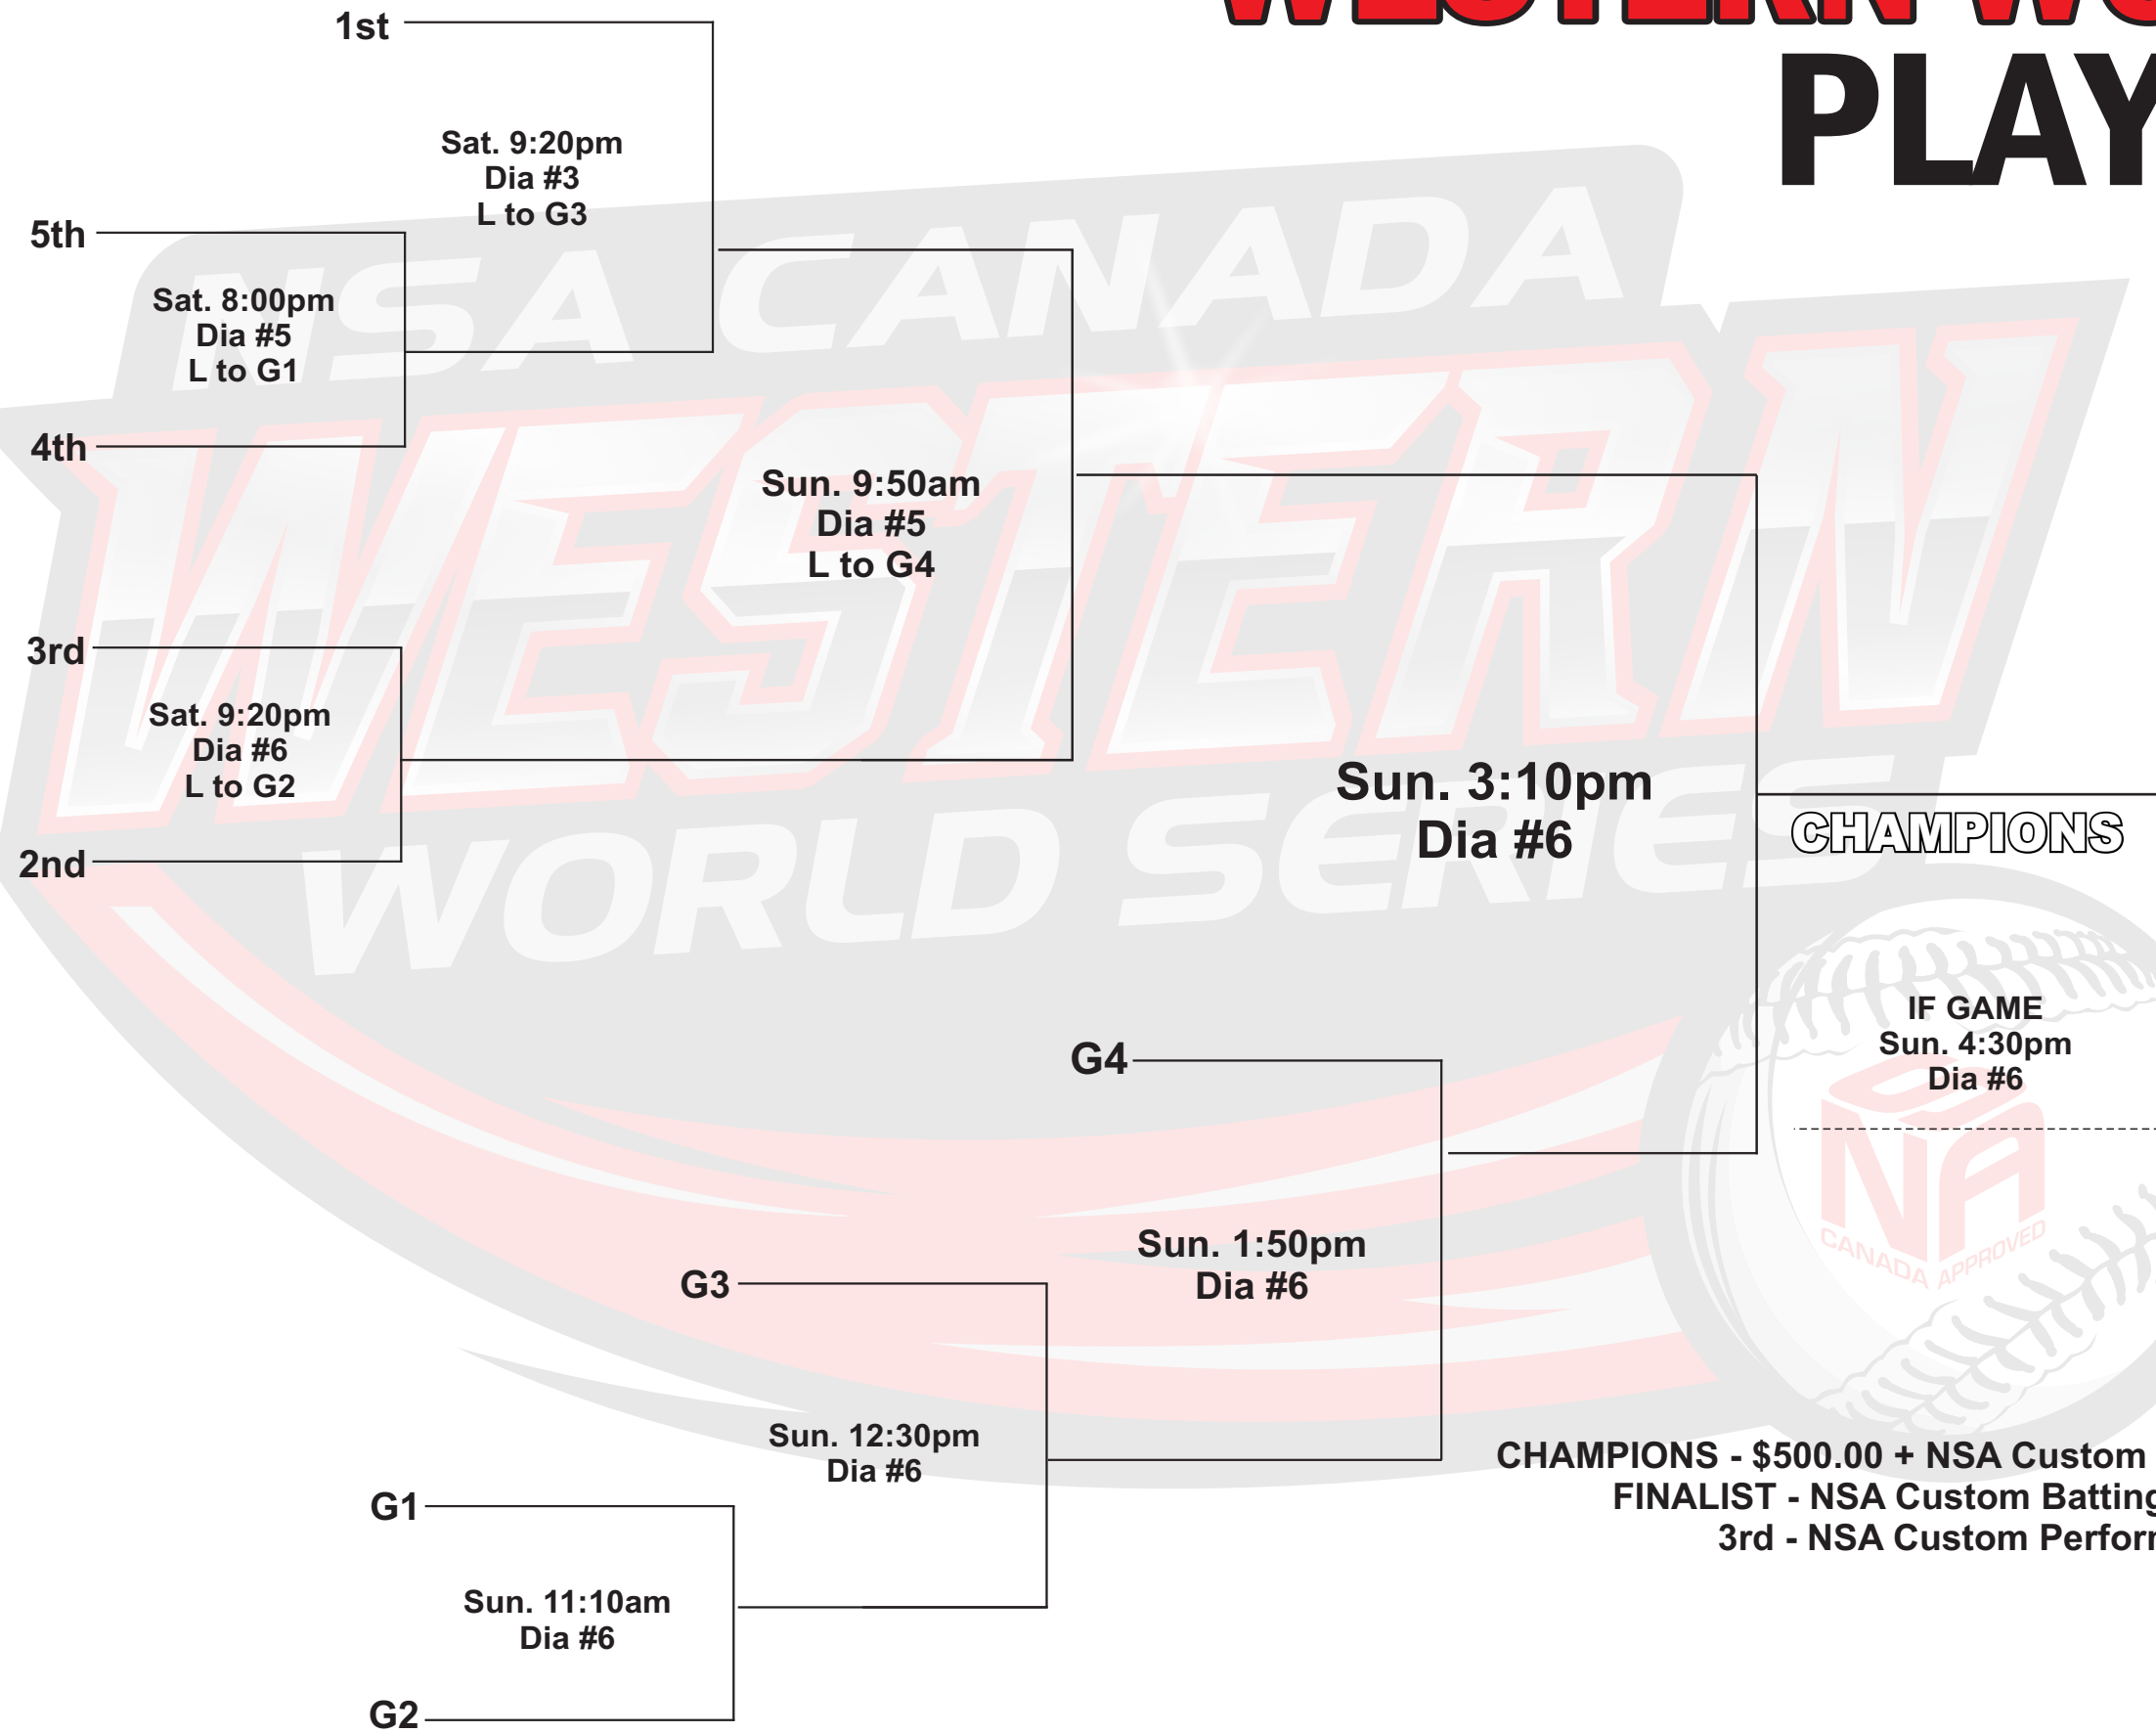 WESTERN
PLAY
1st
Sat. 9:20pm
Dia #3
L to G3
5th
Sat. 8:00pm
Dia #5
L to G1
4th
Sun. 9:50am
Dia #5
L to G4
3rd
Sat. 9:20pm
Dia #6
L to G2
2nd
NSA CANADA
WESTERN
WORLD SERIES
Sun. 3:10pm
Dia #6
CHAMPIONS
IF GAME
Sun. 4:30pm
Dia #6
CANADA APPROVED
G4
Sun. 1:50pm
Dia #6
G3
Sun. 12:30pm
Dia #6
G1
Sun. 11:10am
Dia #6
G2
CHAMPIONS - $500.00 + NSA Custom
FINALIST - NSA Custom Batting
3rd - NSA Custom